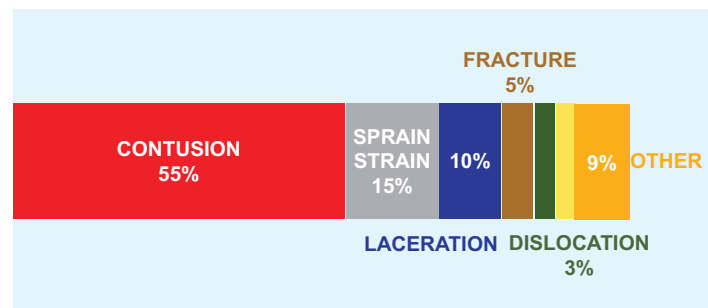 FRACTURE
5%
CONTUSION
55%
SPRAIN
STRAIN
15%
10%
9%
OTHER
LACERATION
DISLOCATION
3%